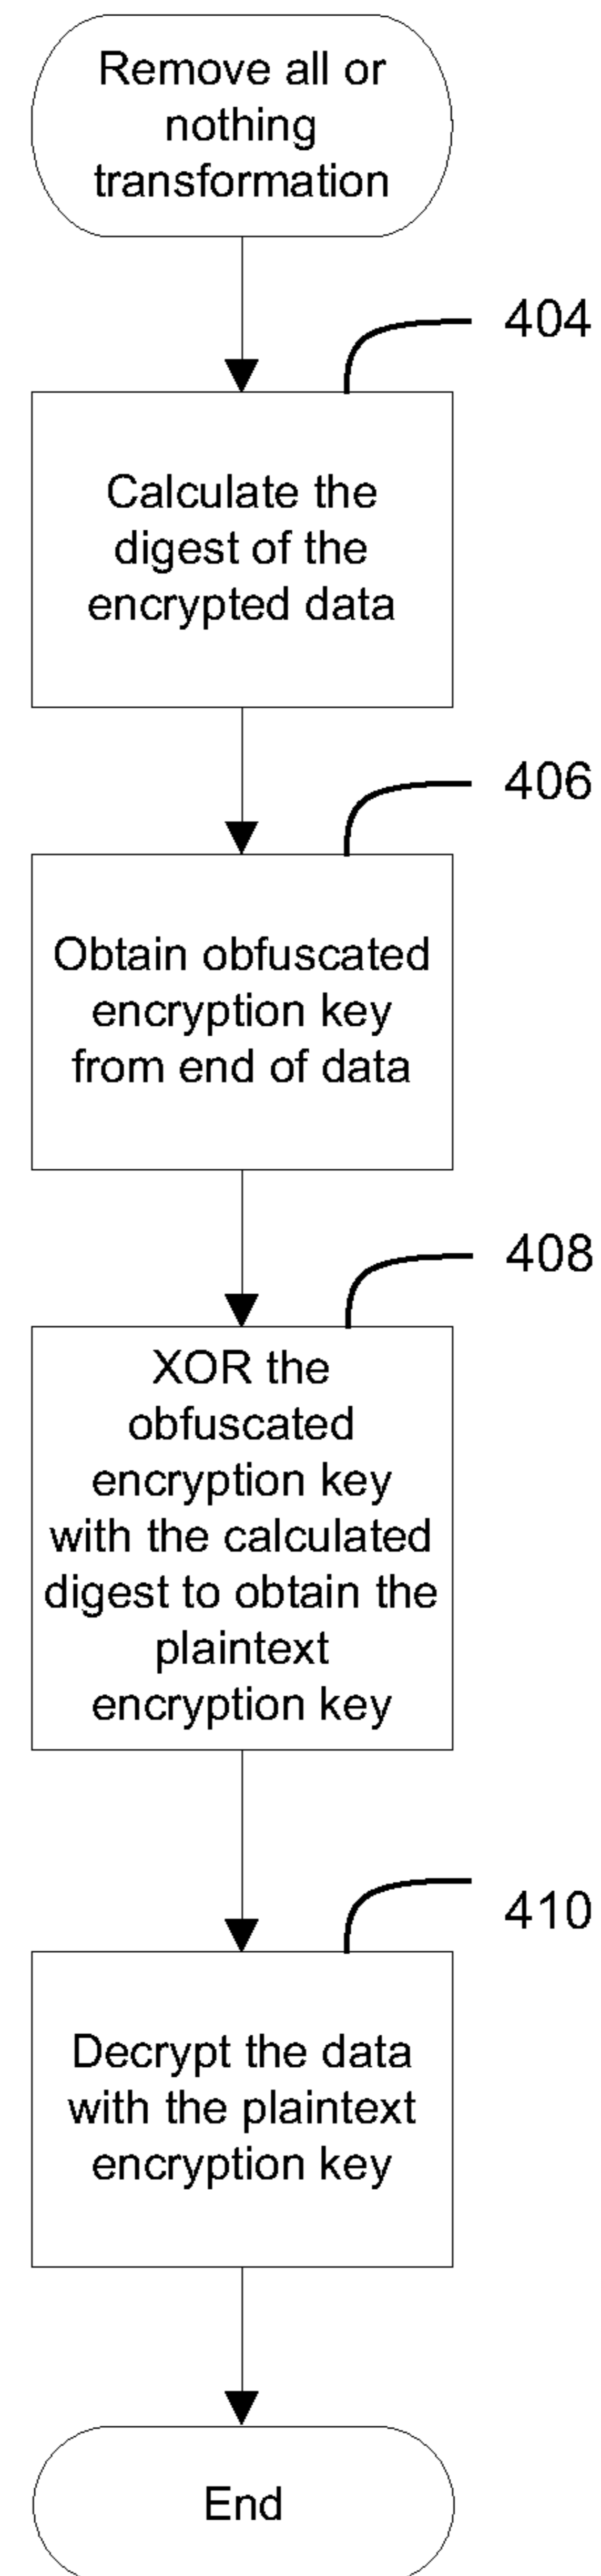 Remove all or
nothing
transformation
404
Calculate the
digest of the
encrypted data
406
Obtain obfuscated
encryption key
from end of data
408
XOR the
obfuscated
encryption key
with the calculated
digest to obtain the
plaintext
encryption key
410
Decrypt the data
with the plaintext
encryption key
End